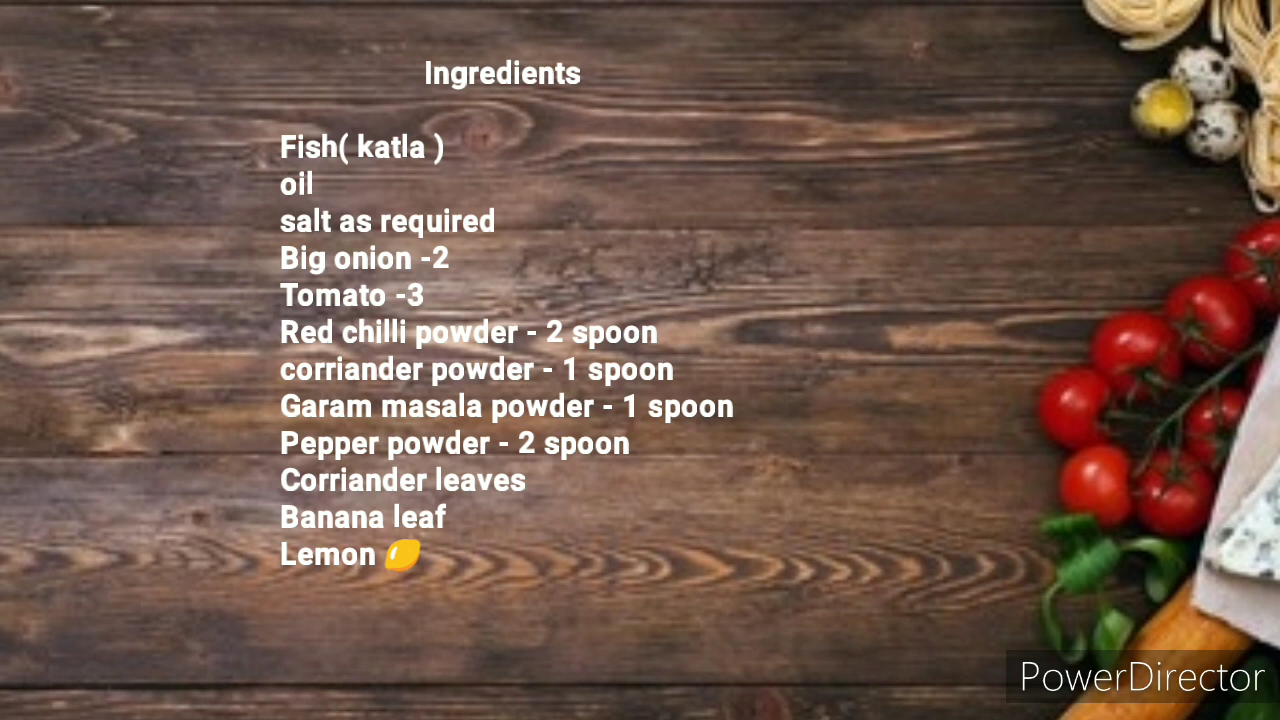 Ingredients
Fish( katla )
oil
salt as required
Big onion -2
Tomato -3
Red chilli powder - 2 spoon
corriander powder - 1 spoon
Garam masala powder - 1 spoon
Pepper powder - 2 spoon
Corriander leaves
Banana leaf
Lemon 🍋
PowerDirector